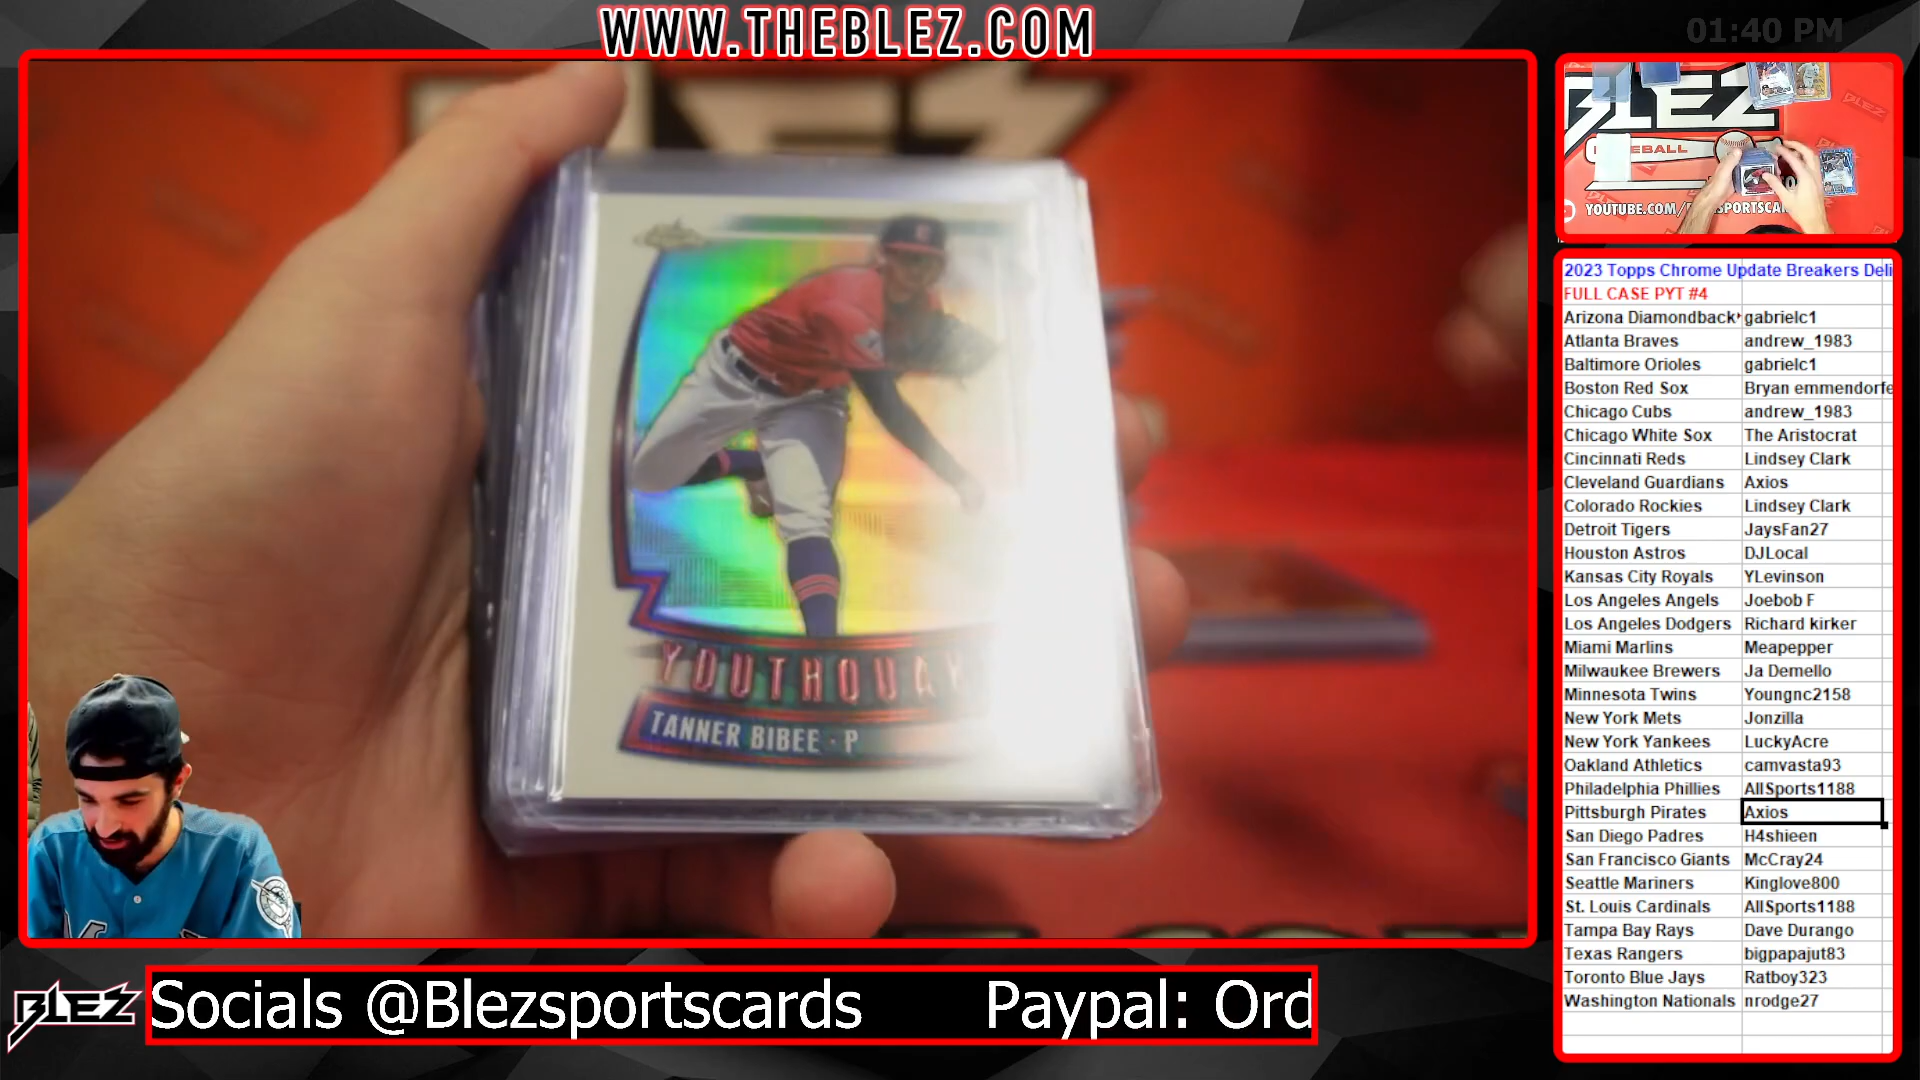 WWW.THEBLEZ.COM
01:40 PM
YOUTHQUAK
TANNER BIBEE · P
BLEZ
BASEBALL
YOUTUBE.COM/
2023 Topps Chrome Update Breakers Deli
FULL CASE PYT #4
Arizona Diamondback gabrielc1
Atlanta Braves andrew_1983
Baltimore Orioles gabrielc1
Boston Red Sox Bryan emmendorfe
Chicago Cubs andrew_1983
Chicago White Sox The Aristocrat
Cincinnati Reds Lindsey Clark
Cleveland Guardians Axios
Colorado Rockies Lindsey Clark
Detroit Tigers JaysFan27
Houston Astros DJLocal
Kansas City Royals YLevinson
Los Angeles Angels Joebob F
Los Angeles Dodgers Richard kirker
Miami Marlins Meapepper
Milwaukee Brewers Ja Demello
Minnesota Twins Youngnc2158
New York Mets Jonzilla
New York Yankees LuckyAcre
Oakland Athletics camvasta93
Philadelphia Phillies AllSports1188
Pittsburgh Pirates Axios
San Diego Padres H4shieen
San Francisco Giants McCray24
Seattle Mariners Kinglove800
St. Louis Cardinals AllSports1188
Tampa Bay Rays Dave Durango
Texas Rangers bigpapajut83
Toronto Blue Jays Ratboy323
Washington Nationals nrodge27
BLEZ
Socials @Blezsportscards Paypal: Ord